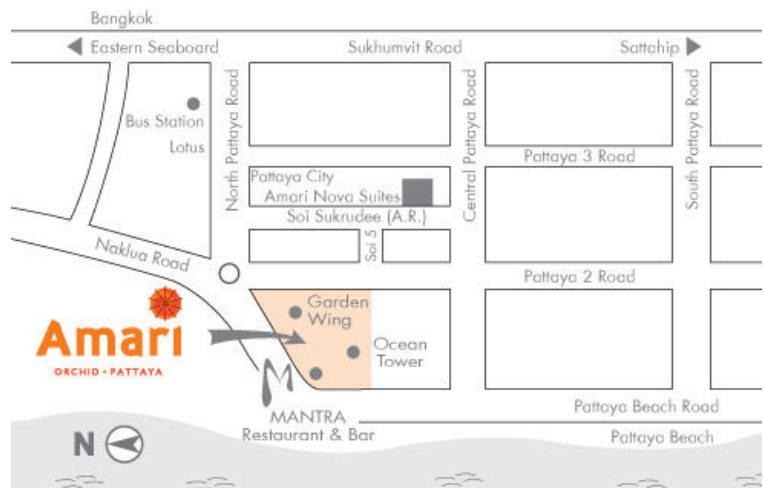 Bangkok
Eastern Seaboard
Sukhumvit Road
Sattahip
Bus Station
Lotus
North Pattaya Road
Central Pattaya Road
South Pattaya Road
Pattaya 3 Road
Pattaya City
Amari Nova Suites
Soi Sukrudee (A.R.)
Soi 5
Naklua Road
Pattaya 2 Road
Garden
Wing
Amari
ORCHID • PATTAYA
Ocean
Tower
M
MANTRA
Restaurant & Bar
Pattaya Beach Road
Pattaya Beach
N